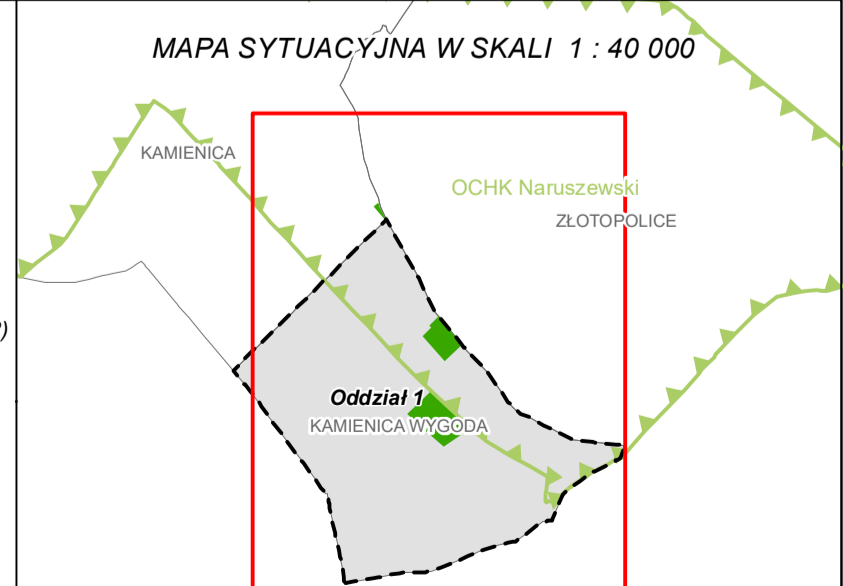 MAPA SYTUACYJNA W SKALI 1 : 40 000
KAMIENICA
OCHK Naruszewski
ZŁOTOPOLICE
Oddział 1
KAMIENICA WYGODA